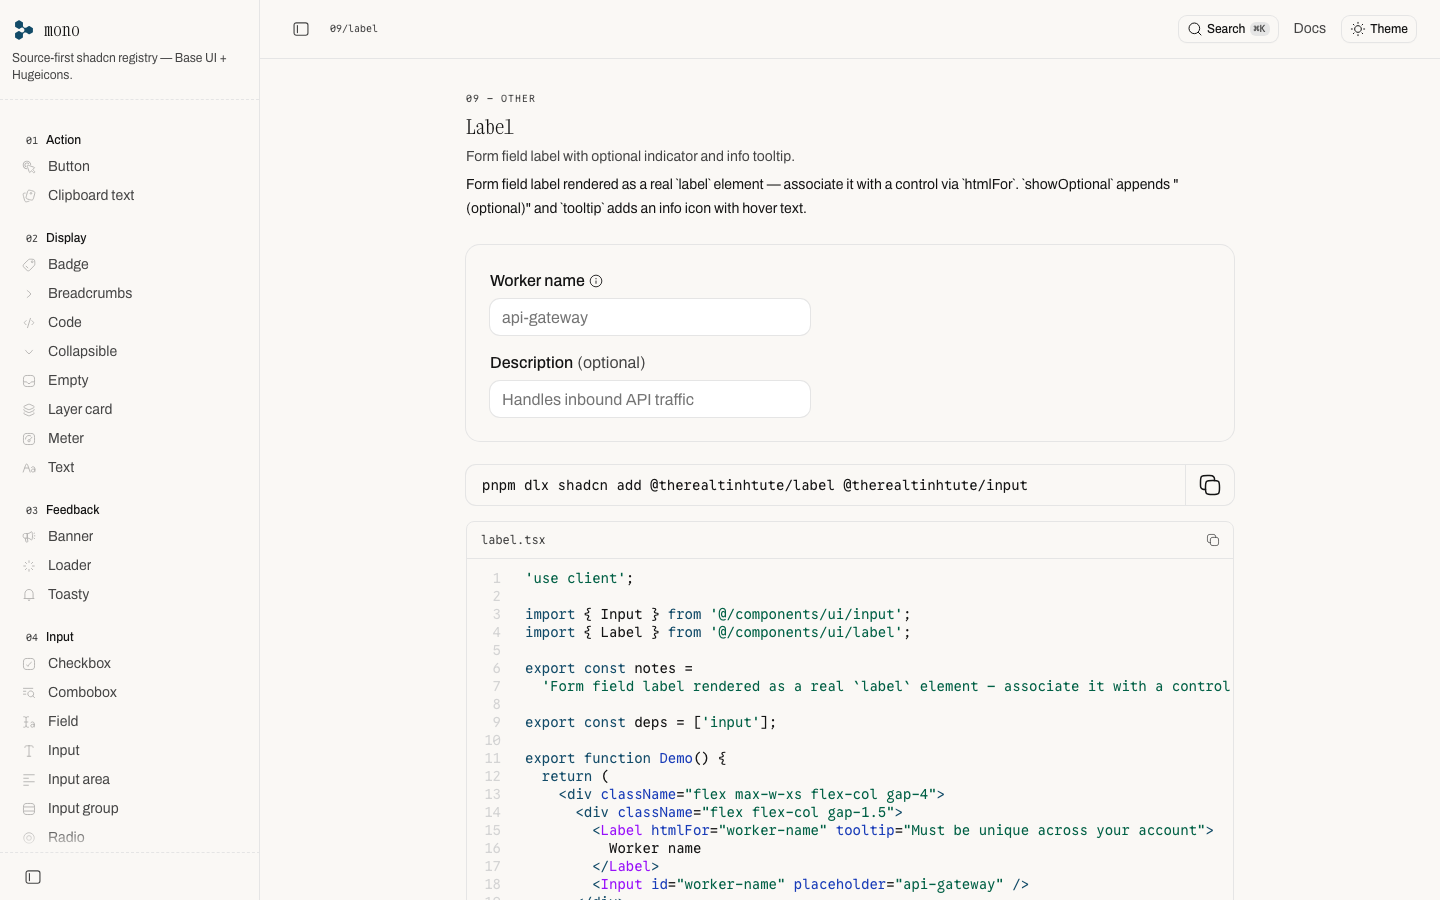 mono
Source-first shadcn registry — Base UI +
Hugeicons.
01 Action
Button
Clipboard text
02 Display
Badge
Breadcrumbs
Code
Collapsible
Empty
Layer card
Meter
Text
03 Feedback
Banner
Loader
Toasty
04 Input
Checkbox
Combobox
Field
Input
Input area
Input group
Radio
09/label
Search ⌘K
Docs
Theme
09 — OTHER
Label
Form field label with optional indicator and info tooltip.
Form field label rendered as a real `label` element — associate it with a control via `htmlFor`. `showOptional` appends "
(optional)" and `tooltip` adds an info icon with hover text.
Worker name
api-gateway
Description (optional)
Handles inbound API traffic
pnpm dlx shadcn add @therealtinhtute/label @therealtinhtute/input
label.tsx
1 'use client';
2
3 import { Input } from '@/components/ui/input';
4 import { Label } from '@/components/ui/label';
5
6 export const notes =
7 'Form field label rendered as a real `label` element — associate it with a control
8
9 export const deps = ['input'];
10
11 export function Demo() {
12 return (
13 <div className="flex max-w-xs flex-col gap-4">
14 <div className="flex flex-col gap-1.5">
15 <Label htmlFor="worker-name" tooltip="Must be unique across your account">
16 Worker name
17 </Label>
18 <Input id="worker-name" placeholder="api-gateway" />